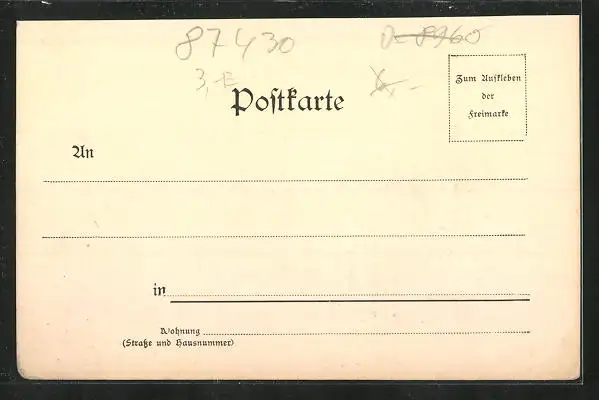 87430
D-8960
3,-E
Postkarte
Zum Aufkleben
der
Freimarke
An
in
Wohnung
(Straße und Hausnummer)